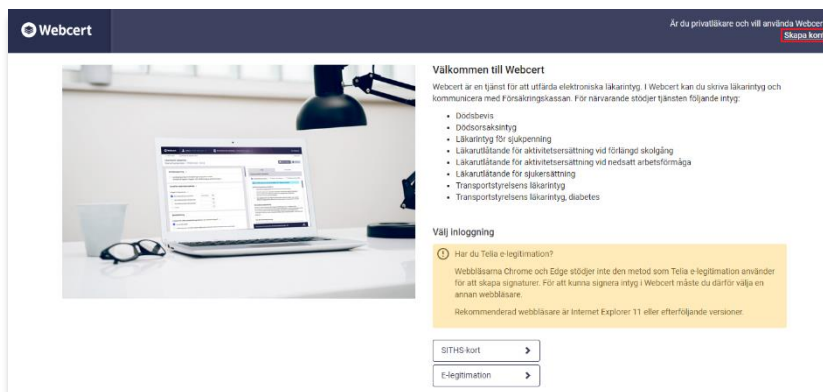 Webcert
Är du privatläkare och vill använda Webcer
Skapa kon
Välkommen till Webcert
Webcert är en tjänst för att utfärda elektroniska läkarintyg. I Webcert kan du skriva läkarintyg och
kommunicera med Försäkringskassan. För närvarande stödjer tjänsten följande intyg:
Dödsbevis
Dödsorsaksintyg
Läkarintyg för sjukpenning
Läkarutlåtande för aktivitetsersättning vid förlängd skolgång
Läkarutlåtande för aktivitetsersättning vid nedsatt arbetsförmåga
Läkarutlåtande för sjukersättning
Transportstyrelsens läkarintyg
Transportstyrelsens läkarintyg, diabetes
Välj inloggning
Har du Telia e-legitimation?
Webbläsarna Chrome och Edge stödjer inte den metod som Telia e-legitimation använder
för att skapa signaturer. För att kunna signera intyg i Webcert måste du därför välja en
annan webbläsare.
Rekommenderad webbläsare är Internet Explorer 11 eller efterföljande versioner.
SITHS-kort
E-legitimation